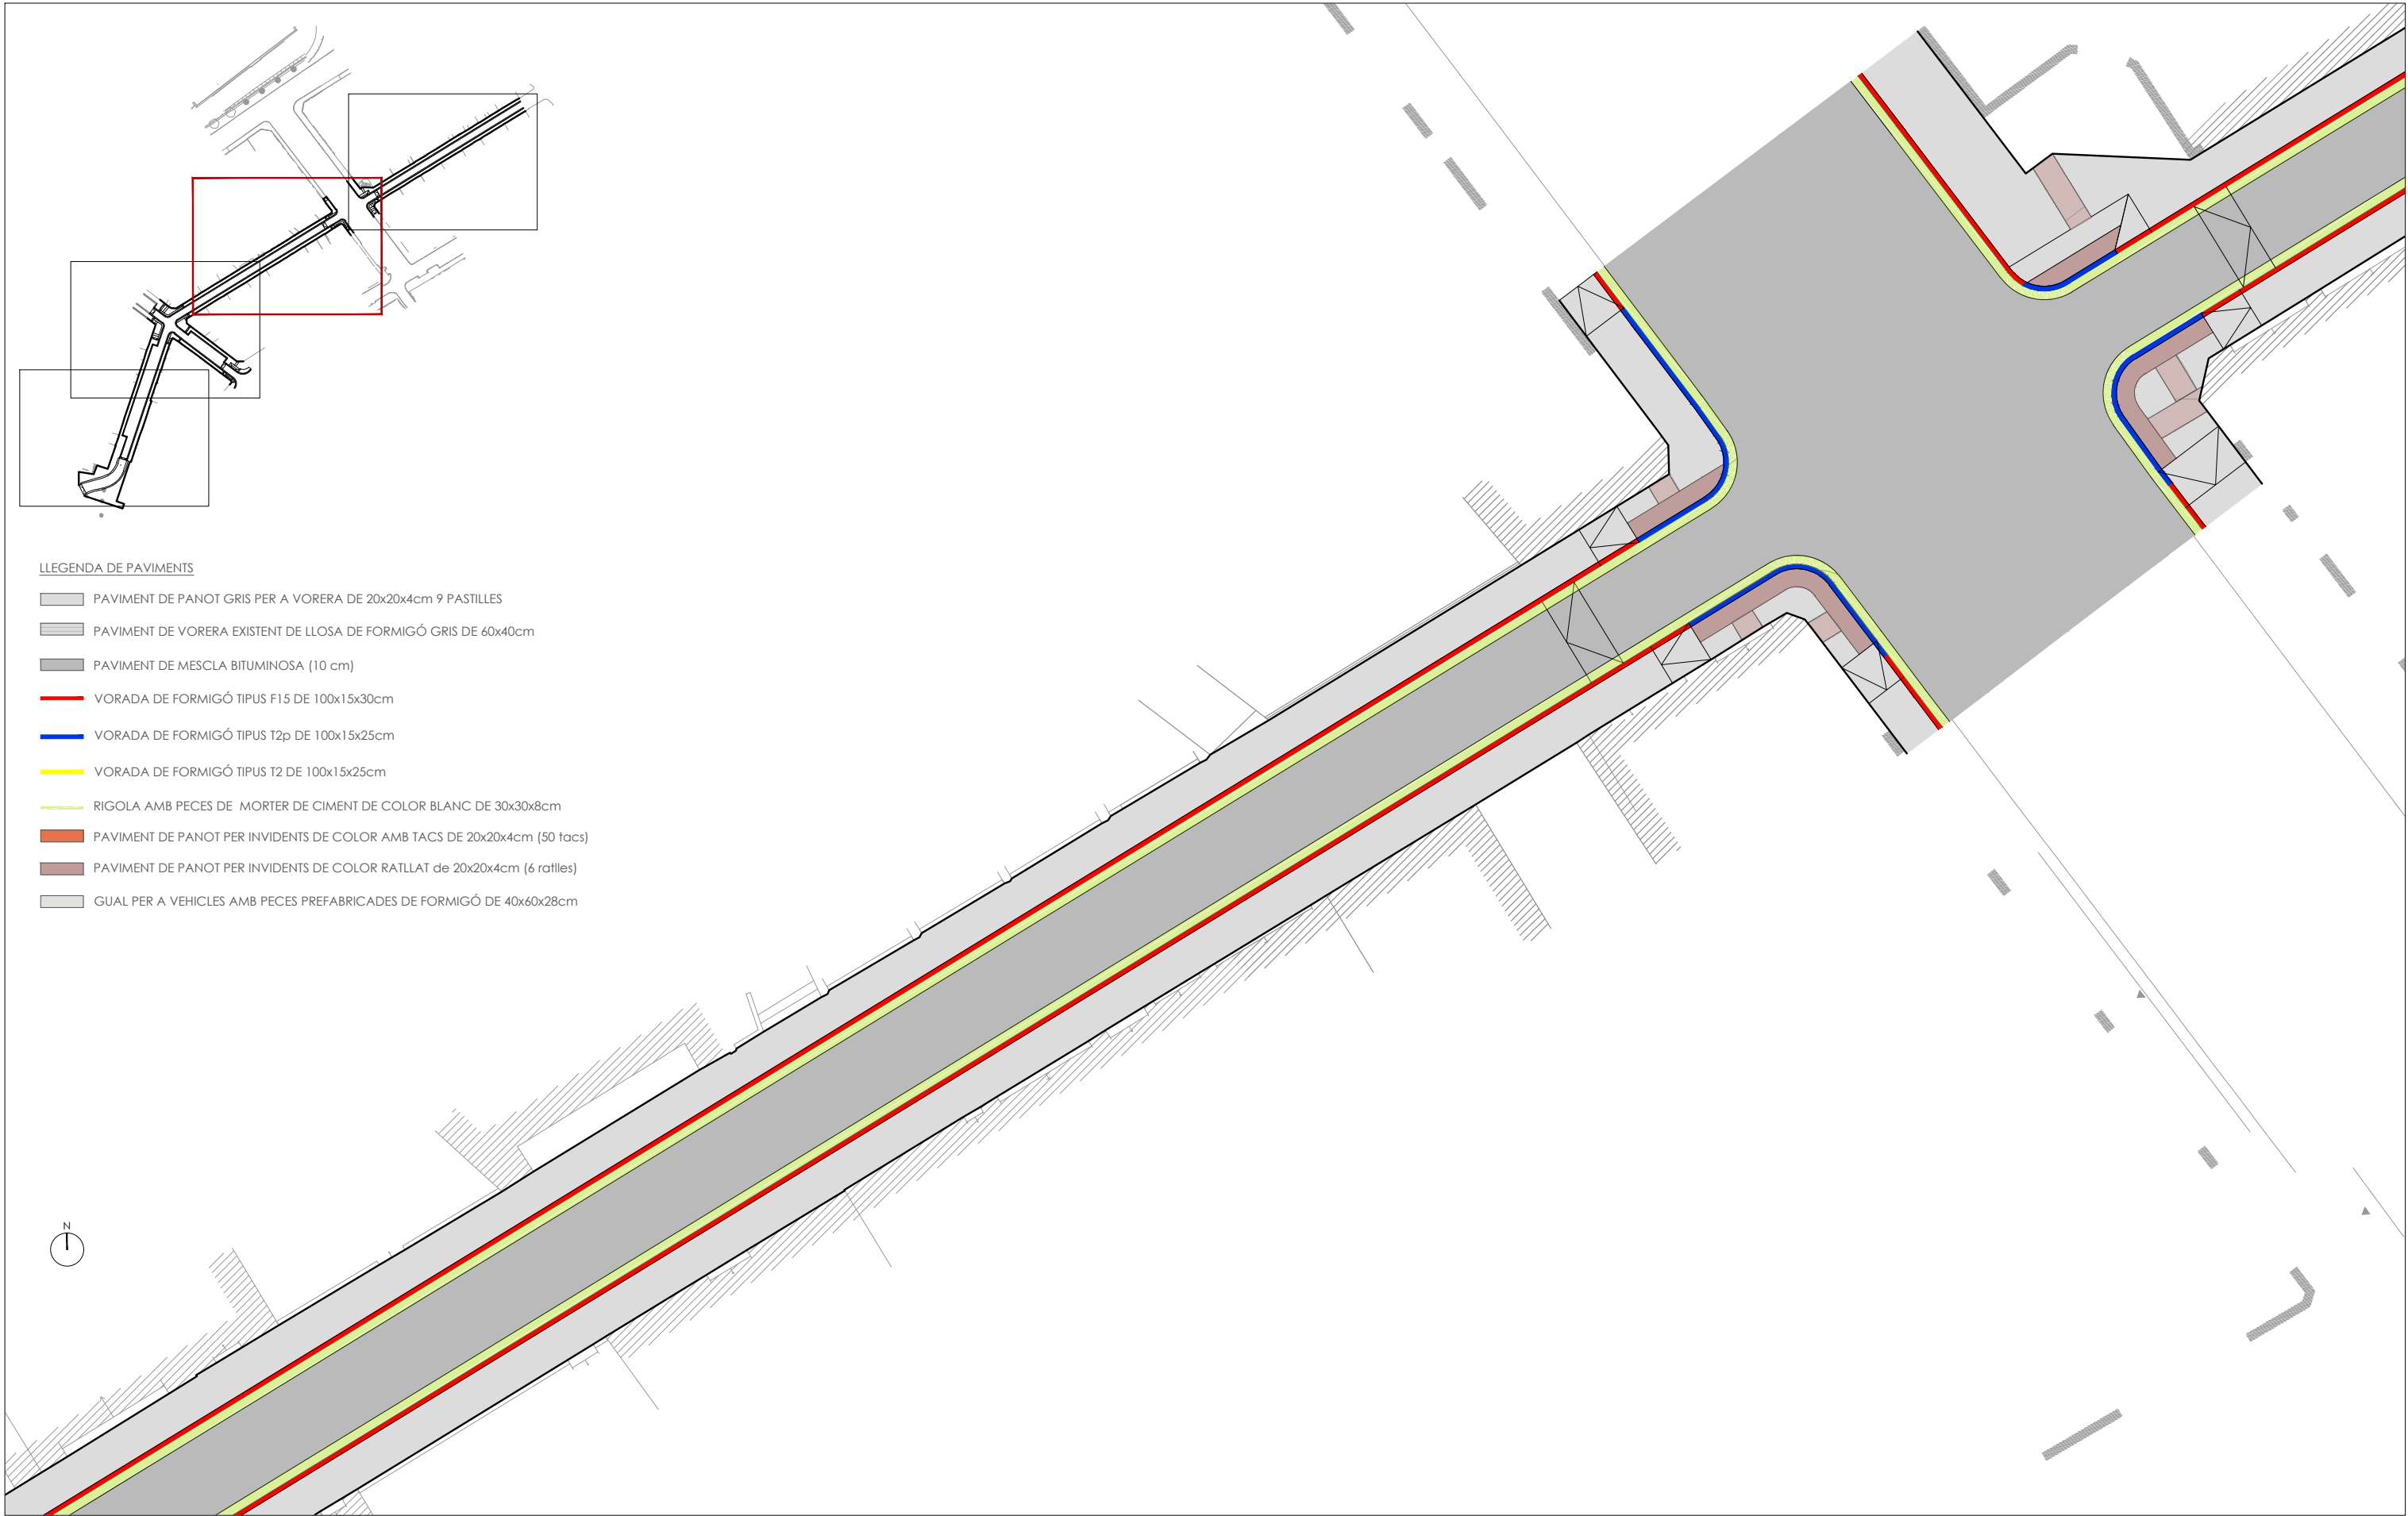 LLEGENDA DE PAVIMENTS
PAVIMENT DE PANOT GRIS PER A VORERA DE 20x20x4cm 9 PASTILLES
PAVIMENT DE VORERA EXISTENT DE LLOSA DE FORMIGÓ GRIS DE 60x40cm
PAVIMENT DE MESCLA BITUMINOSA (10 cm)
VORADA DE FORMIGÓ TIPUS F15 DE 100x15x30cm
VORADA DE FORMIGÓ TIPUS T2p DE 100x15x25cm
VORADA DE FORMIGÓ TIPUS T2 DE 100x15x25cm
RIGOLA AMB PECES DE MORTER DE CIMENT DE COLOR BLANC DE 30x30x8cm
PAVIMENT DE PANOT PER INVIDENTS DE COLOR AMB TACS DE 20x20x4cm (50 tacs)
PAVIMENT DE PANOT PER INVIDENTS DE COLOR RATLLAT de 20x20x4cm (6 ratlles)
GUAL PER A VEHICLES AMB PECES PREFABRICADES DE FORMIGÓ DE 40x60x28cm
N